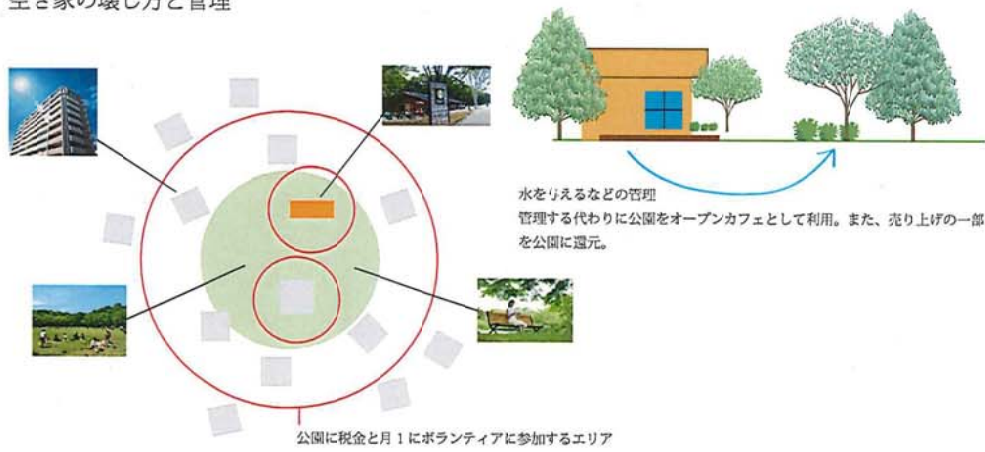 空き家の壊し方と管理
水を与えるなどの管理
管理する代わりに公園をオープンカフェとして利用。また、売り上げの一部
を公園に還元。
公園に税金と月1にボランティアに参加するエリア